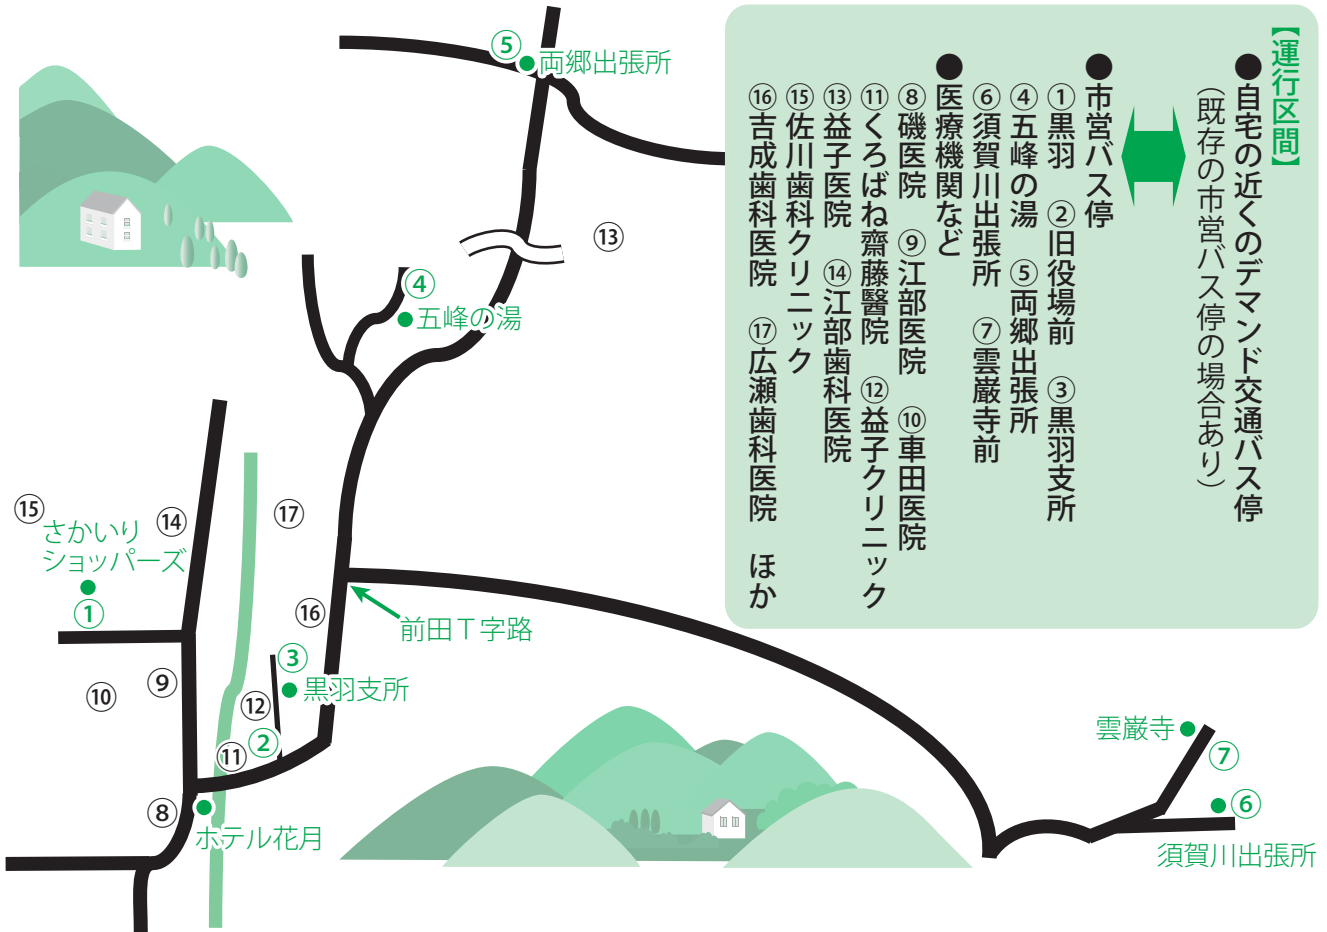 【運行区間】
●自宅の近くのデマンド交通バス停
（既存の市営バス停の場合あり）
●市営バス停
①黒羽 ②旧役場前 ③黒羽支所
④五峰の湯 ⑤両郷出張所
⑥須賀川出張所 ⑦雲巌寺前
●医療機関など
⑧磯医院 ⑨江部医院 ⑩車田医院
⑪くろばね齋藤醫院 ⑫益子クリニック
⑬益子医院 ⑭江部歯科医院
⑮佐川歯科クリニック
⑯吉成歯科医院 ⑰広瀬歯科医院 ほか
⑤
両郷出張所
⑬
④
五峰の湯
⑮
さかいり
ショッパーズ
①
⑭
⑰
⑯
前田Ｔ字路
③
黒羽支所
⑨
⑩
⑫
②
⑪
⑧
ホテル花月
雲巌寺
⑦
⑥
須賀川出張所